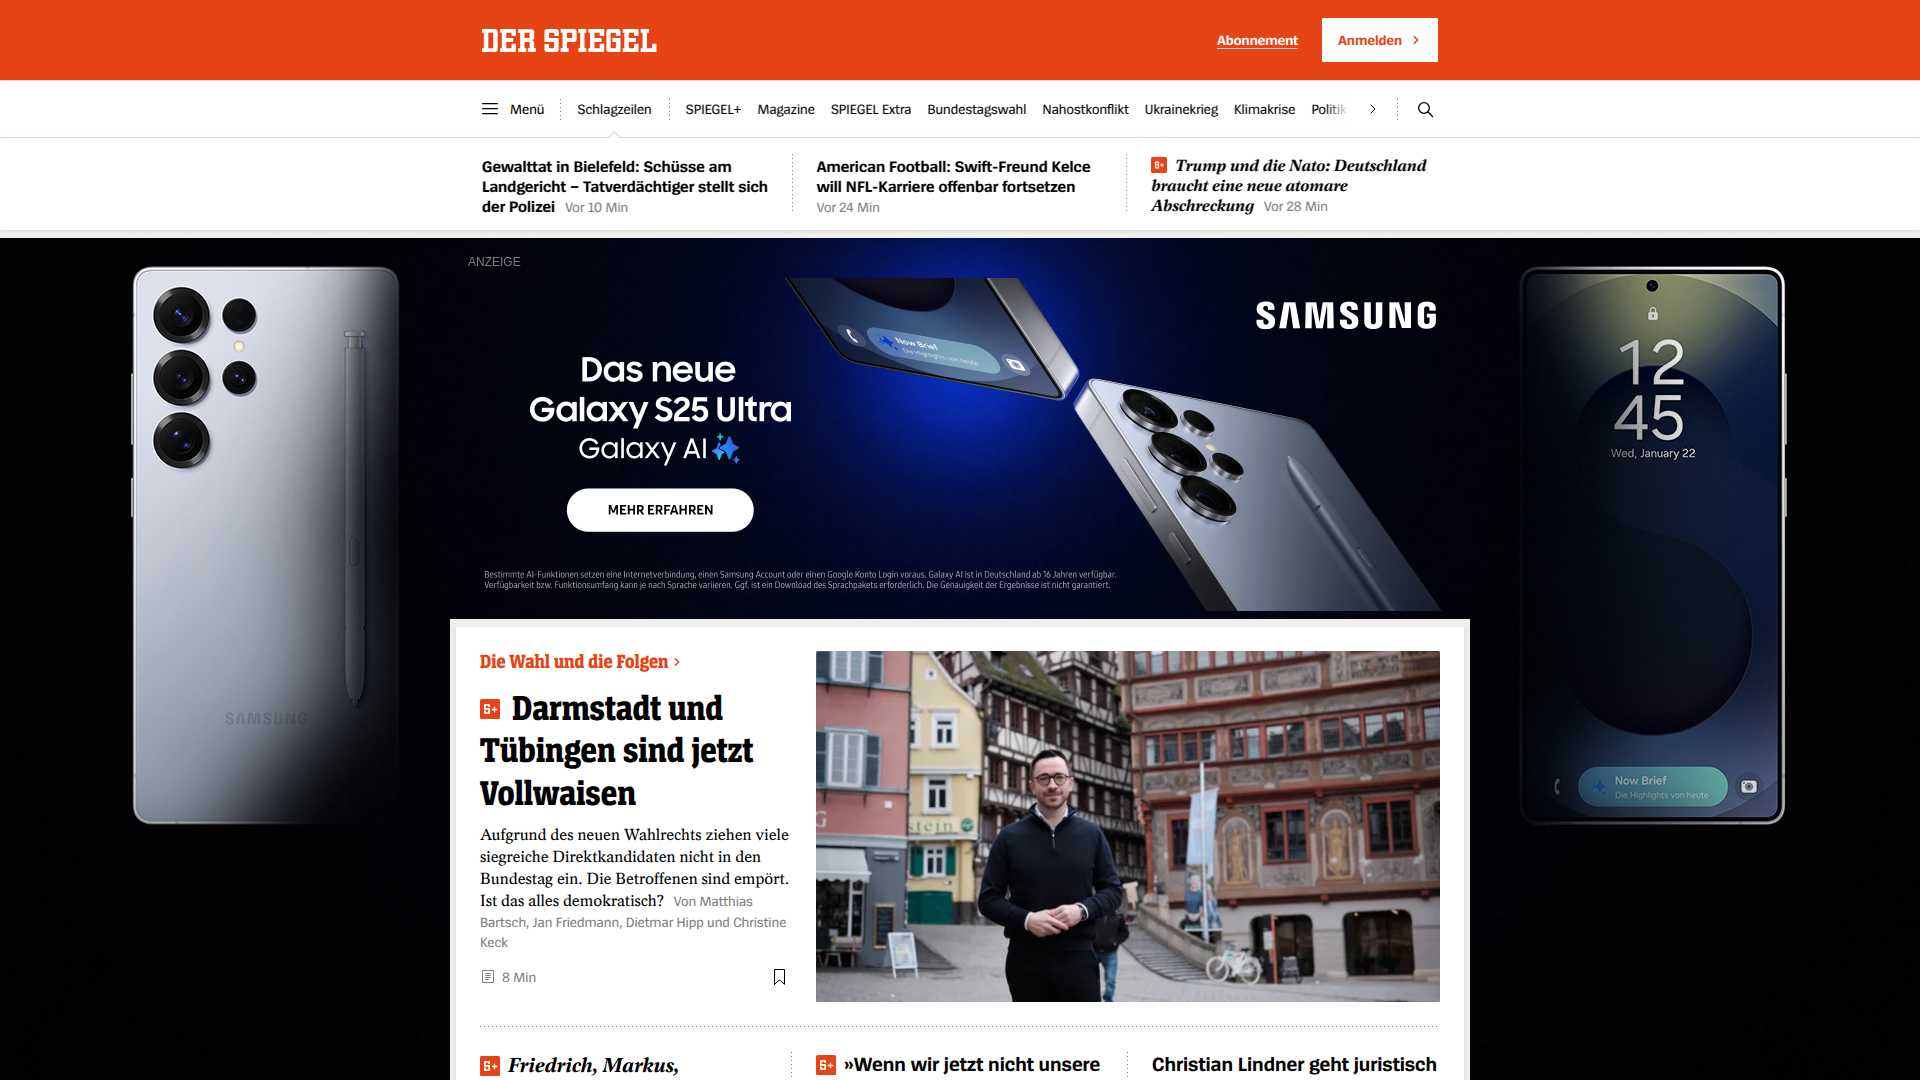 DER SPIEGEL
Abonnement
Anmelden
Menü
Schlagzeilen
SPIEGEL+
Magazine
SPIEGEL Extra
Bundestagswahl
Nahostkonflikt
Ukrainekrieg
Klimakrise
Politik
Gewalttat in Bielefeld: Schüsse am
Landgericht – Tatverdächtiger stellt sich
der Polizei Vor 10 Min
American Football: Swift-Freund Kelce
will NFL-Karriere offenbar fortsetzen
Vor 24 Min
S+ Trump und die Nato: Deutschland
braucht eine neue atomare
Abschreckung Vor 28 Min
ANZEIGE
SAMSUNG
Now Brief
Die Highlights von heute
Das neue
Galaxy S25 Ultra
Galaxy AI
MEHR ERFAHREN
Bestimmte AI-Funktionen setzen eine Internetverbindung, einen Samsung Account oder einen Google Konto Login voraus. Galaxy AI ist in Deutschland ab 16 Jahren verfügbar.
Verfügbarkeit bzw. Funktionsumfang kann je nach Sprache variieren. Ggf. ist ein Download des Sprachpakets erforderlich. Die Genauigkeit der Ergebnisse ist nicht garantiert.
SAMSUNG
12
45
Wed, January 22
Now Brief
Die Highlights von heute
Die Wahl und die Folgen
S+ Darmstadt und
Tübingen sind jetzt
Vollwaisen
Aufgrund des neuen Wahlrechts ziehen viele
siegreiche Direktkandidaten nicht in den
Bundestag ein. Die Betroffenen sind empört.
Ist das alles demokratisch? Von Matthias
Bartsch, Jan Friedmann, Dietmar Hipp und Christine
Keck
8 Min
S+ Friedrich, Markus,
S+ »Wenn wir jetzt nicht unsere
Christian Lindner geht juristisch